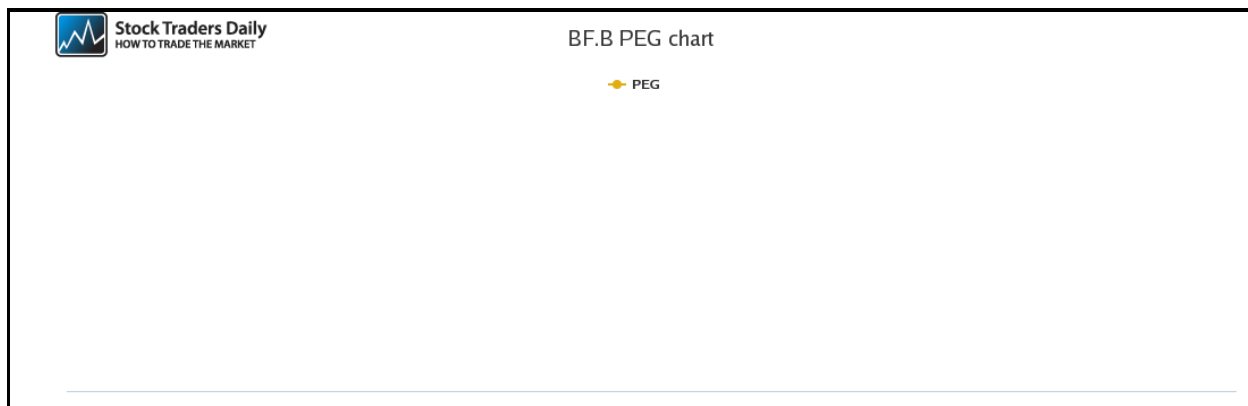 Stock Traders Daily
HOW TO TRADE THE MARKET
BF.B PEG chart
PEG